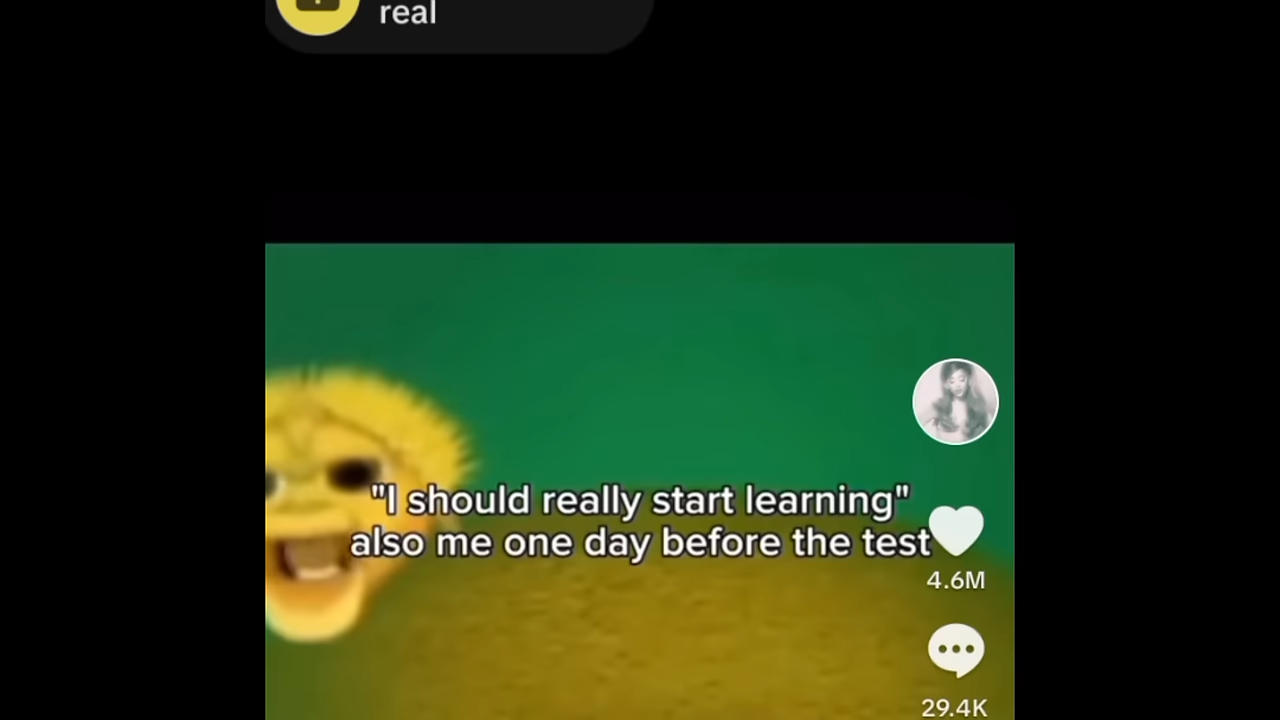 real
"I should really start learning"
also me one day before the test
4.6M
29.4K